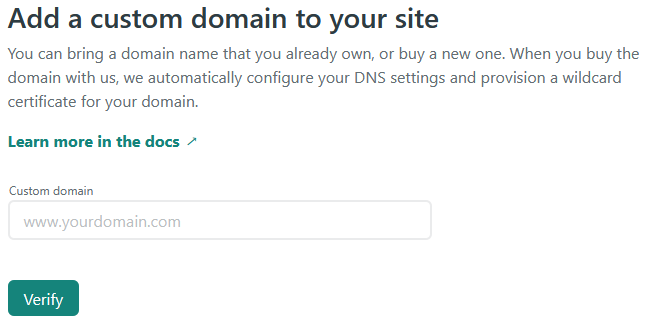 Add a custom domain to your site
You can bring a domain name that you already own, or buy a new one. When you buy the
domain with us, we automatically configure your DNS settings and provision a wildcard
certificate for your domain.
Learn more in the docs ↗
Custom domain
www.yourdomain.com
Verify